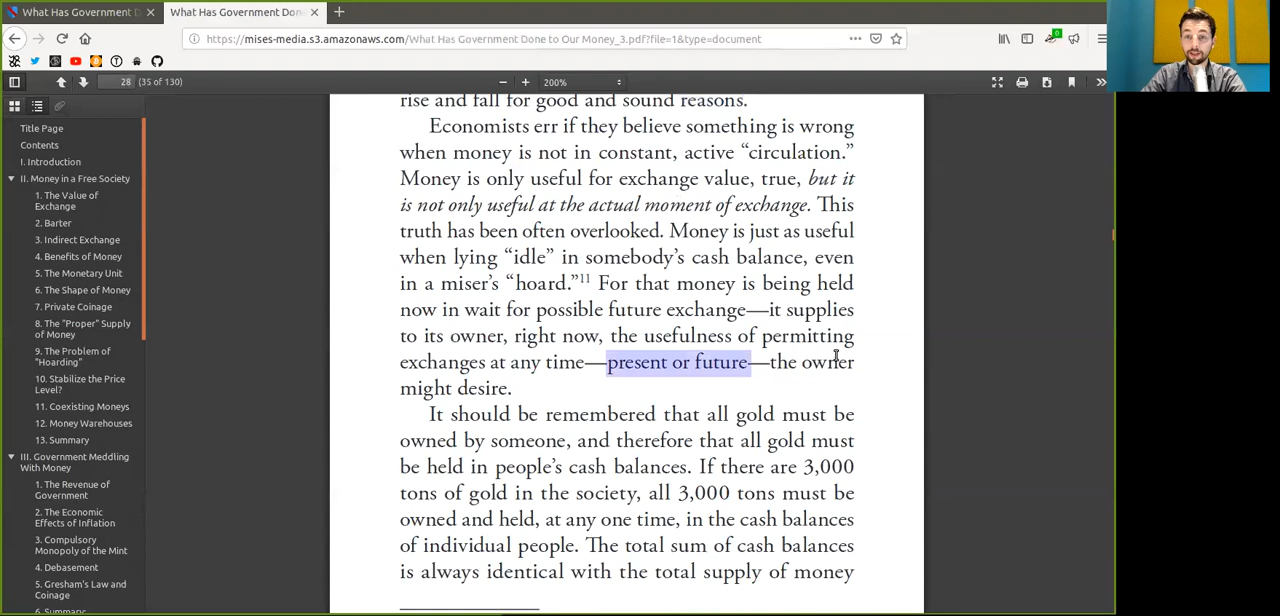 What Has Government Don
What Has Government Done
https://mises-media.s3.amazonaws.com/What Has Government Done to Our Money_3.pdf?file=1&type=document
0
28 (35 of 130)
200%
Title Page
Contents
I. Introduction
II. Money in a Free Society
1. The Value of
Exchange
2. Barter
3. Indirect Exchange
4. Benefits of Money
5. The Monetary Unit
6. The Shape of Money
7. Private Coinage
8. The "Proper" Supply
of Money
9. The Problem of
"Hoarding"
10. Stabilize the Price
Level?
11. Coexisting Moneys
12. Money Warehouses
13. Summary
III. Government Meddling
With Money
1. The Revenue of
Government
2. The Economic
Effects of Inflation
3. Compulsory
Monopoly of the Mint
4. Debasement
5. Gresham's Law and
Coinage
6. Summary
rise and fall for good and sound reasons.
Economists err if they believe something is wrong
when money is not in constant, active “circulation.”
Money is only useful for exchange value, true, but it
is not only useful at the actual moment of exchange. This
truth has been often overlooked. Money is just as useful
when lying “idle” in somebody’s cash balance, even
in a miser’s “hoard.”11 For that money is being held
now in wait for possible future exchange—it supplies
to its owner, right now, the usefulness of permitting
exchanges at any time—present or future—the owner
might desire.
It should be remembered that all gold must be
owned by someone, and therefore that all gold must
be held in people’s cash balances. If there are 3,000
tons of gold in the society, all 3,000 tons must be
owned and held, at any one time, in the cash balances
of individual people. The total sum of cash balances
is always identical with the total supply of money